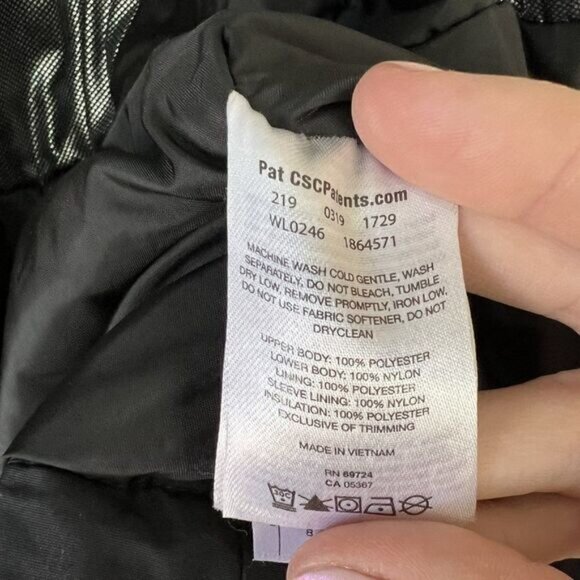 Pat CSCPatents.com
219 0319 1729
WL0246 1864571
MACHINE WASH COLD GENTLE, WASH
SEPARATELY, DO NOT BLEACH, TUMBLE
DRY LOW, REMOVE PROMPTLY, IRON LOW,
DO NOT USE FABRIC SOFTENER, DO NOT
DRYCLEAN
UPPER BODY: 100% POLYESTER
LOWER BODY: 100% NYLON
LINING: 100% POLYESTER
SLEEVE LINING: 100% NYLON
INSULATION: 100% POLYESTER
EXCLUSIVE OF TRIMMING
MADE IN VIETNAM
RN 69724
CA 05367